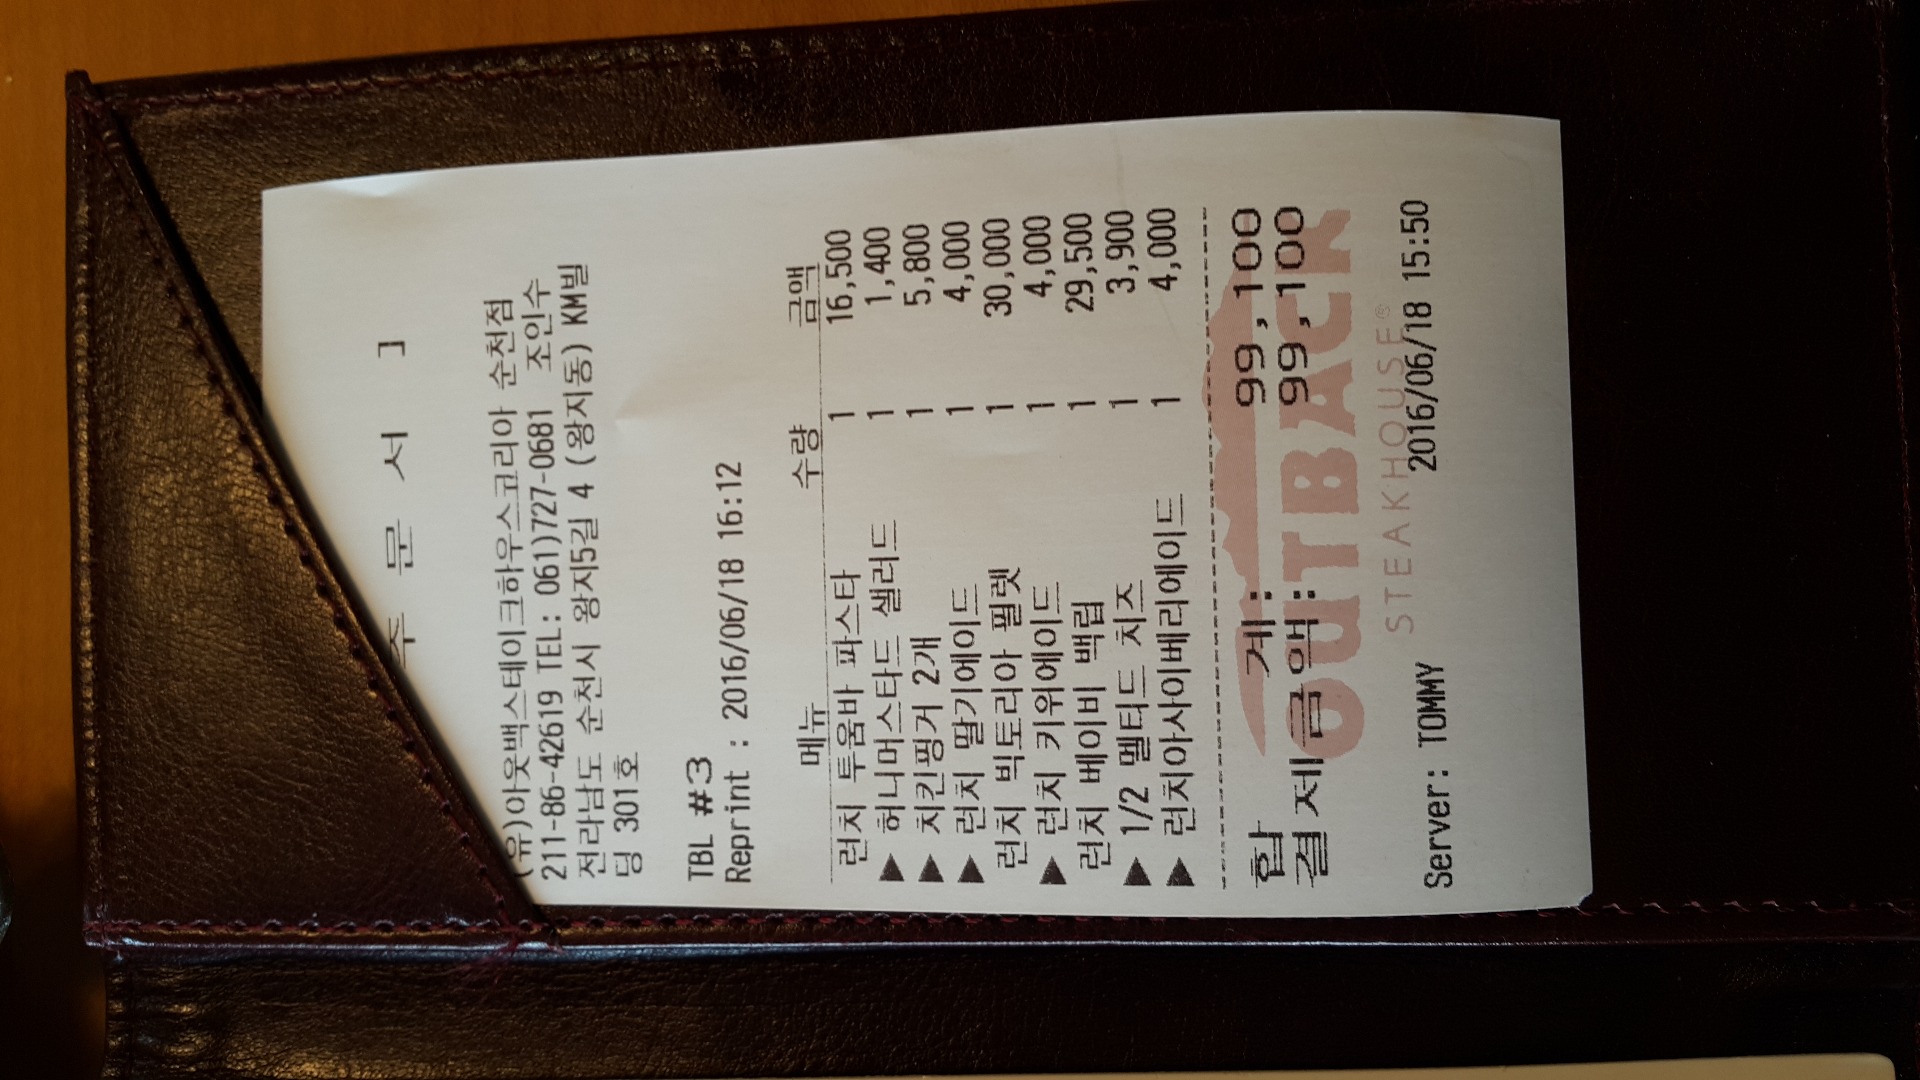 주 문 서 ]
(유)아웃백스테이크하우스코리아 순천점
211-86-42619 TEL: 061)727-0681 조인수
전라남도 순천시 왕지5길 4 (왕지동) KM빌
딩 301호
TBL #3
Reprint : 2016/06/18 16:12
메뉴 수량 금액
런치 투움바 파스타 1 16,500
▶ 허니머스타드 샐러드 1 1,400
▶ 치킨핑거 2개 1 5,800
▶ 런치 딸기에이드 1 4,000
런치 빅토리아 필렛 1 30,000
▶ 런치 키위에이드 1 4,000
런치 베이비 백립 1 29,500
▶ 1/2 멜티드 치즈 1 3,900
▶ 런치아사이베리에이드 1 4,000
합 계: 99,100
결제금액: 99,100
OUTBACK
STEAKHOUSE®
Server: TOMMY 2016/06/18 15:50